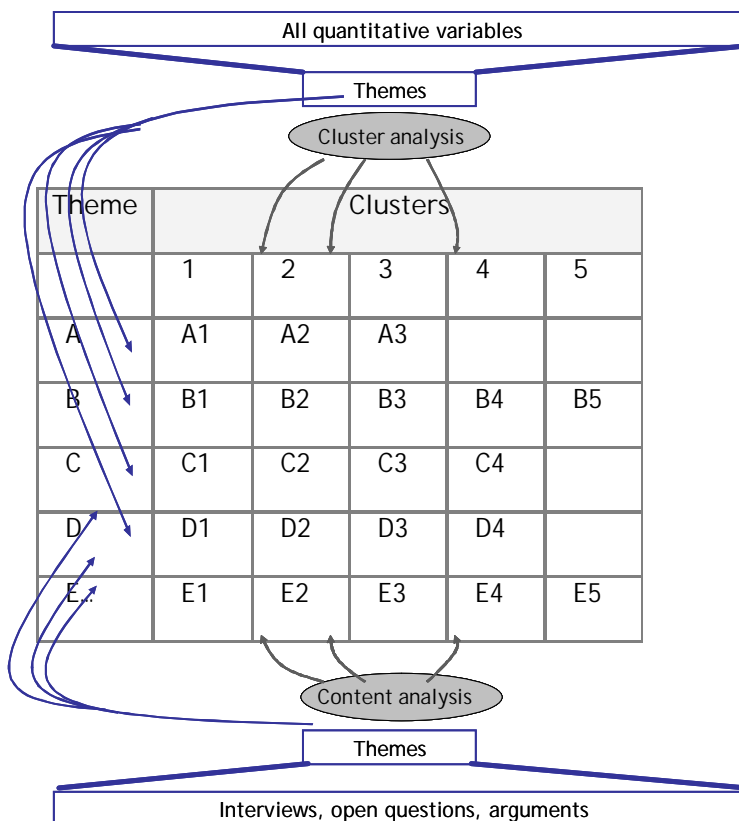 All quantitative variables
Themes
Cluster analysis
Theme Clusters
1 2 3 4 5
A A1 A2 A3
B B1 B2 B3 B4 B5
C C1 C2 C3 C4
D D1 D2 D3 D4
E... E1 E2 E3 E4 E5
Content analysis
Themes
Interviews, open questions, arguments